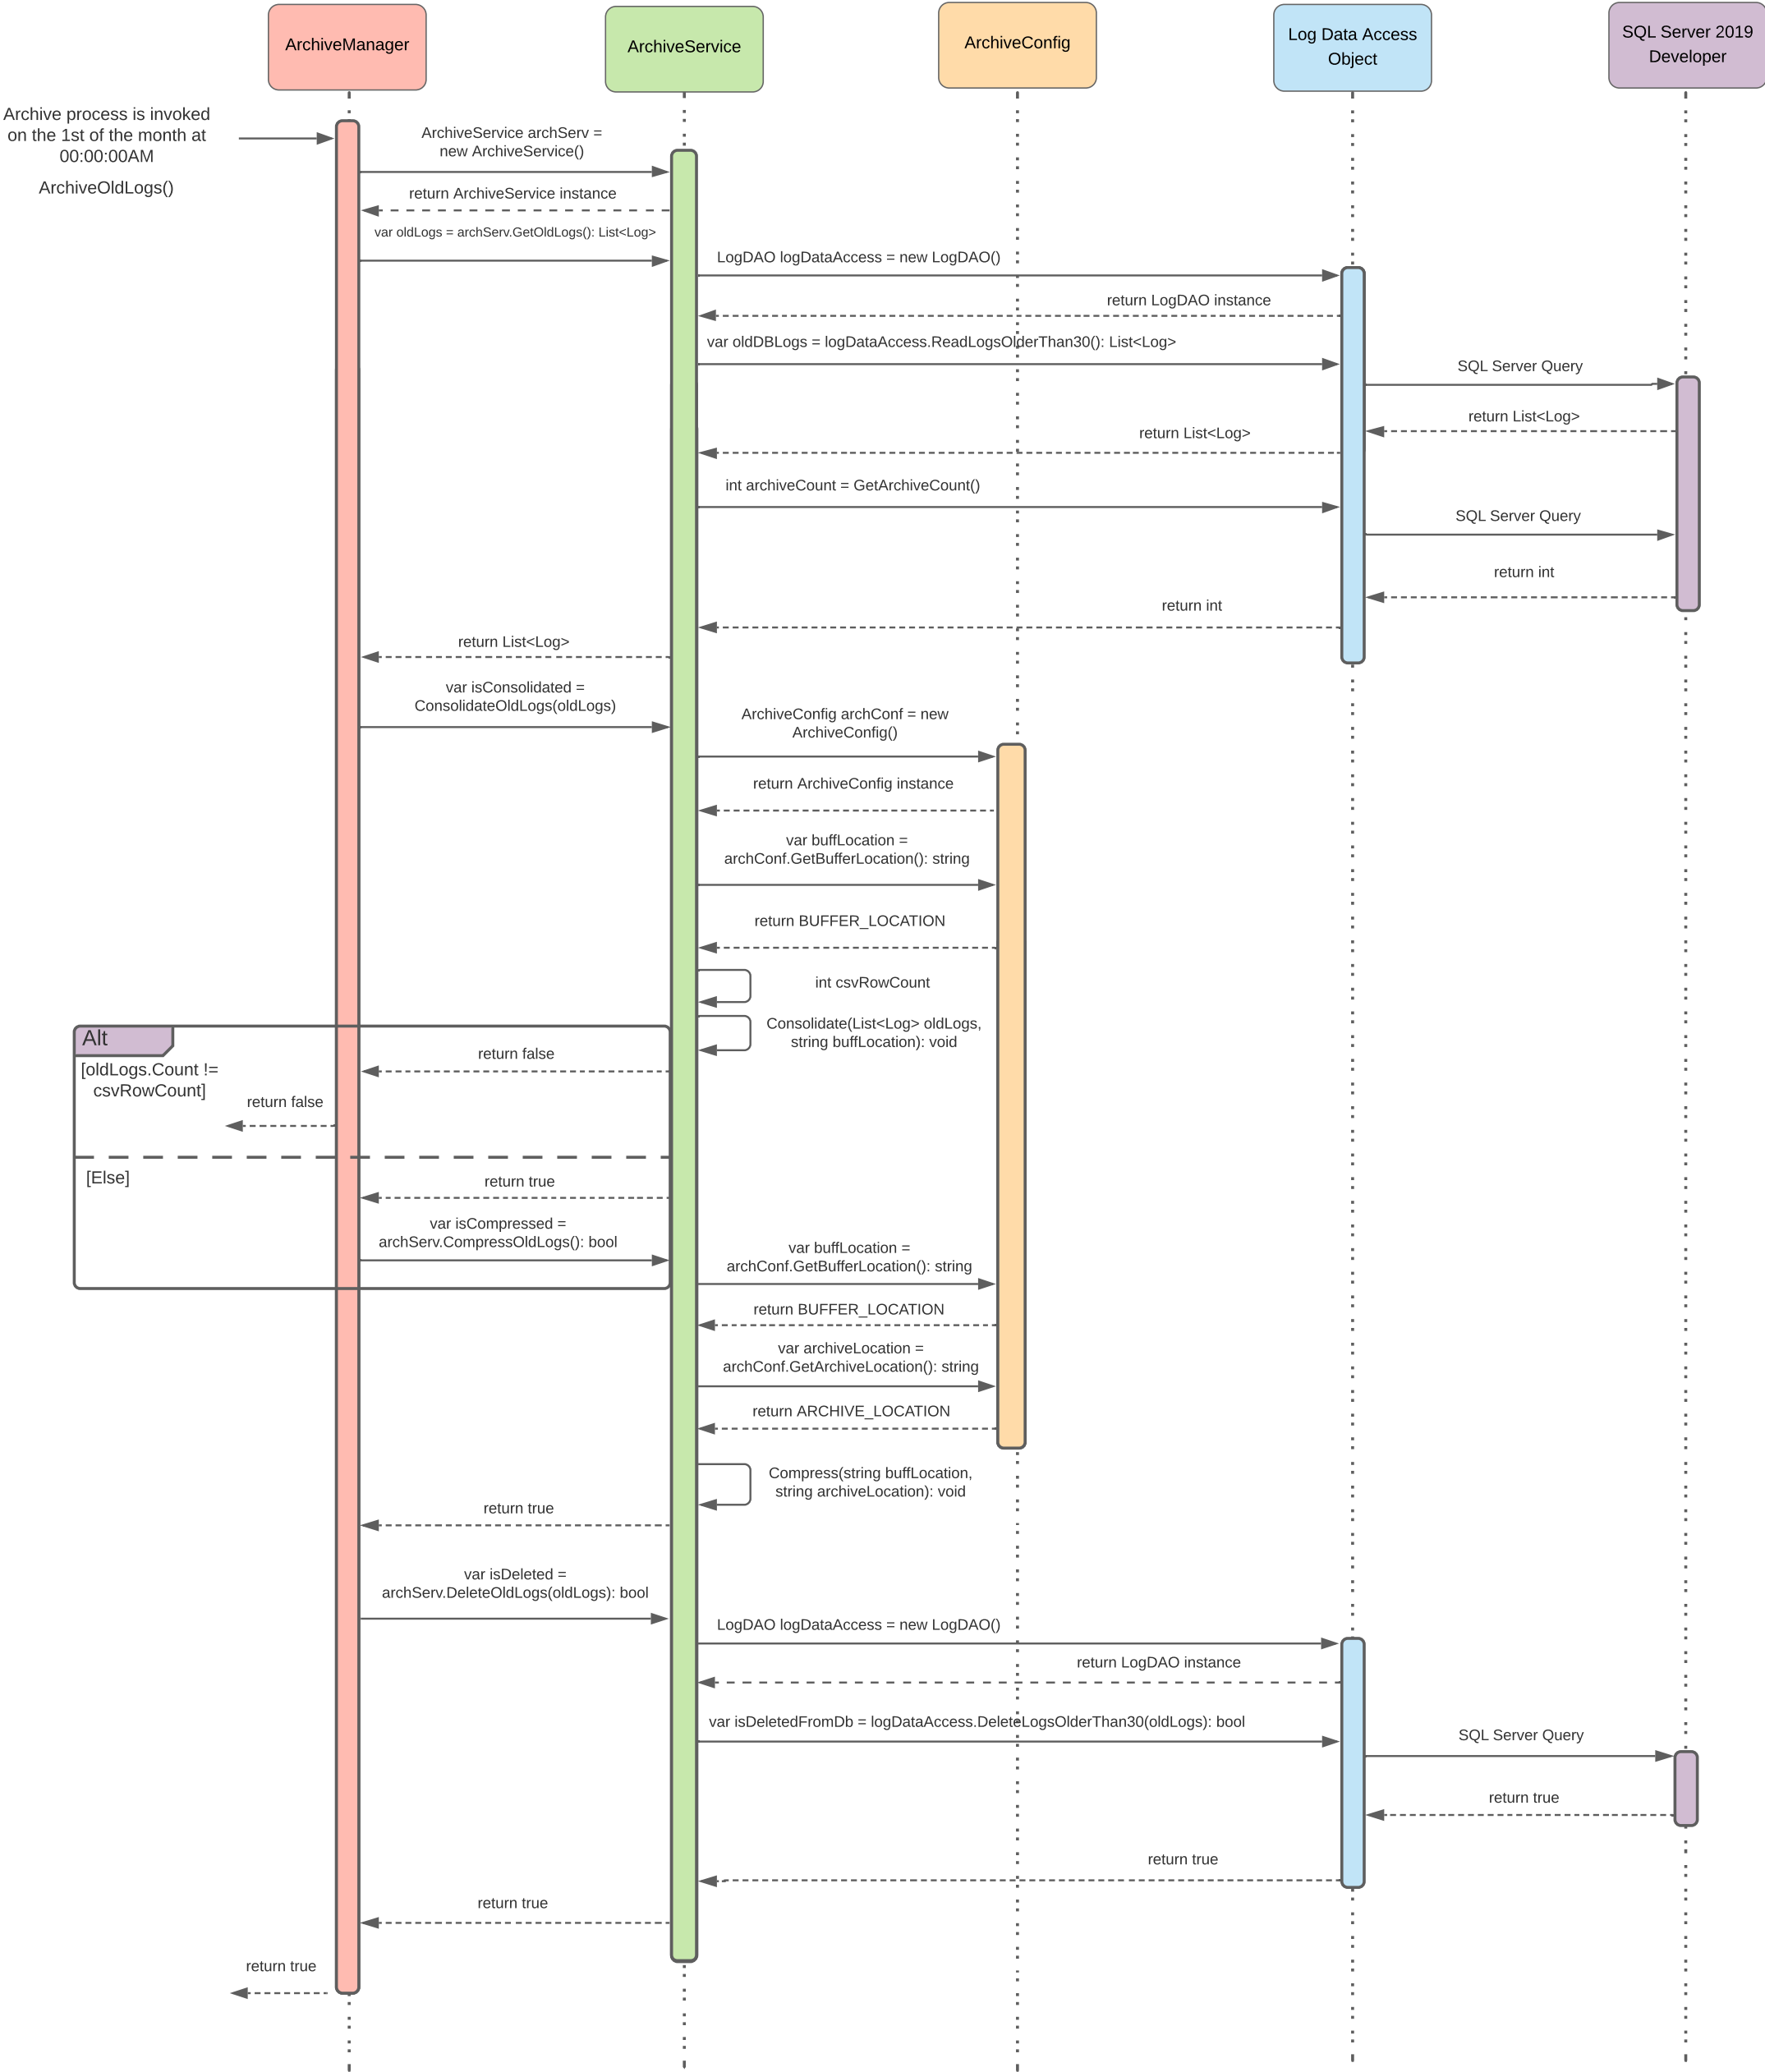 ArchiveManager
ArchiveService
ArchiveConfig
Log Data Access
Object
SQL Server 2019
Developer
Archive process is invoked
on the 1st of the month at
00:00:00AM
ArchiveOldLogs()
ArchiveService archServ =
new ArchiveService()
return ArchiveService instance
var oldLogs = archServ.GetOldLogs(): List<Log>
LogDAO logDataAccess = new LogDAO()
return LogDAO instance
var oldDBLogs = logDataAccess.ReadLogsOlderThan30(): List<Log>
SQL Server Query
return List<Log>
return List<Log>
int archiveCount = GetArchiveCount()
SQL Server Query
return int
return int
return List<Log>
var isConsolidated =
ConsolidateOldLogs(oldLogs)
ArchiveConfig archConf = new
ArchiveConfig()
return ArchiveConfig instance
var buffLocation =
archConf.GetBufferLocation(): string
return BUFFER_LOCATION
int csvRowCount
Consolidate(List<Log> oldLogs,
string buffLocation): void
Alt
[oldLogs.Count !=
csvRowCount]
return false
return false
[Else]
return true
var isCompressed =
archServ.CompressOldLogs(): bool
var buffLocation =
archConf.GetBufferLocation(): string
return BUFFER_LOCATION
var archiveLocation =
archConf.GetArchiveLocation(): string
return ARCHIVE_LOCATION
Compress(string buffLocation,
string archiveLocation): void
return true
var isDeleted =
archServ.DeleteOldLogs(oldLogs): bool
LogDAO logDataAccess = new LogDAO()
return LogDAO instance
var isDeletedFromDb = logDataAccess.DeleteLogsOlderThan30(oldLogs): bool
SQL Server Query
return true
return true
return true
return true